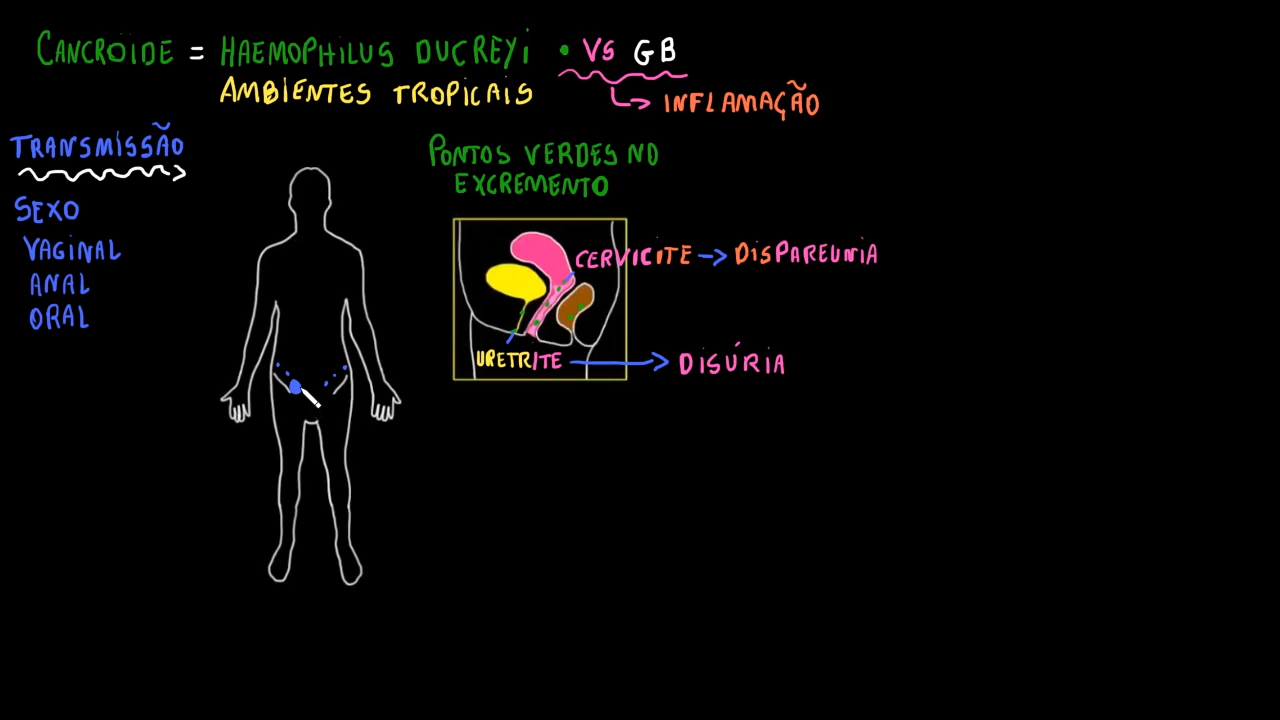 CANCRÖIDE = HAEMOPHILUS DUCREYI • VS GB
AMBIENTES TROPICAIS
INFLAMAÇÃO
TRANSMISSÃO
SEXO
VAGINAL
ANAL
ORAL
PONTOS VERDES NO
EXCREMENTO
CERVICITE → DISPAREUNIA
URETRITE → DISÚRIA